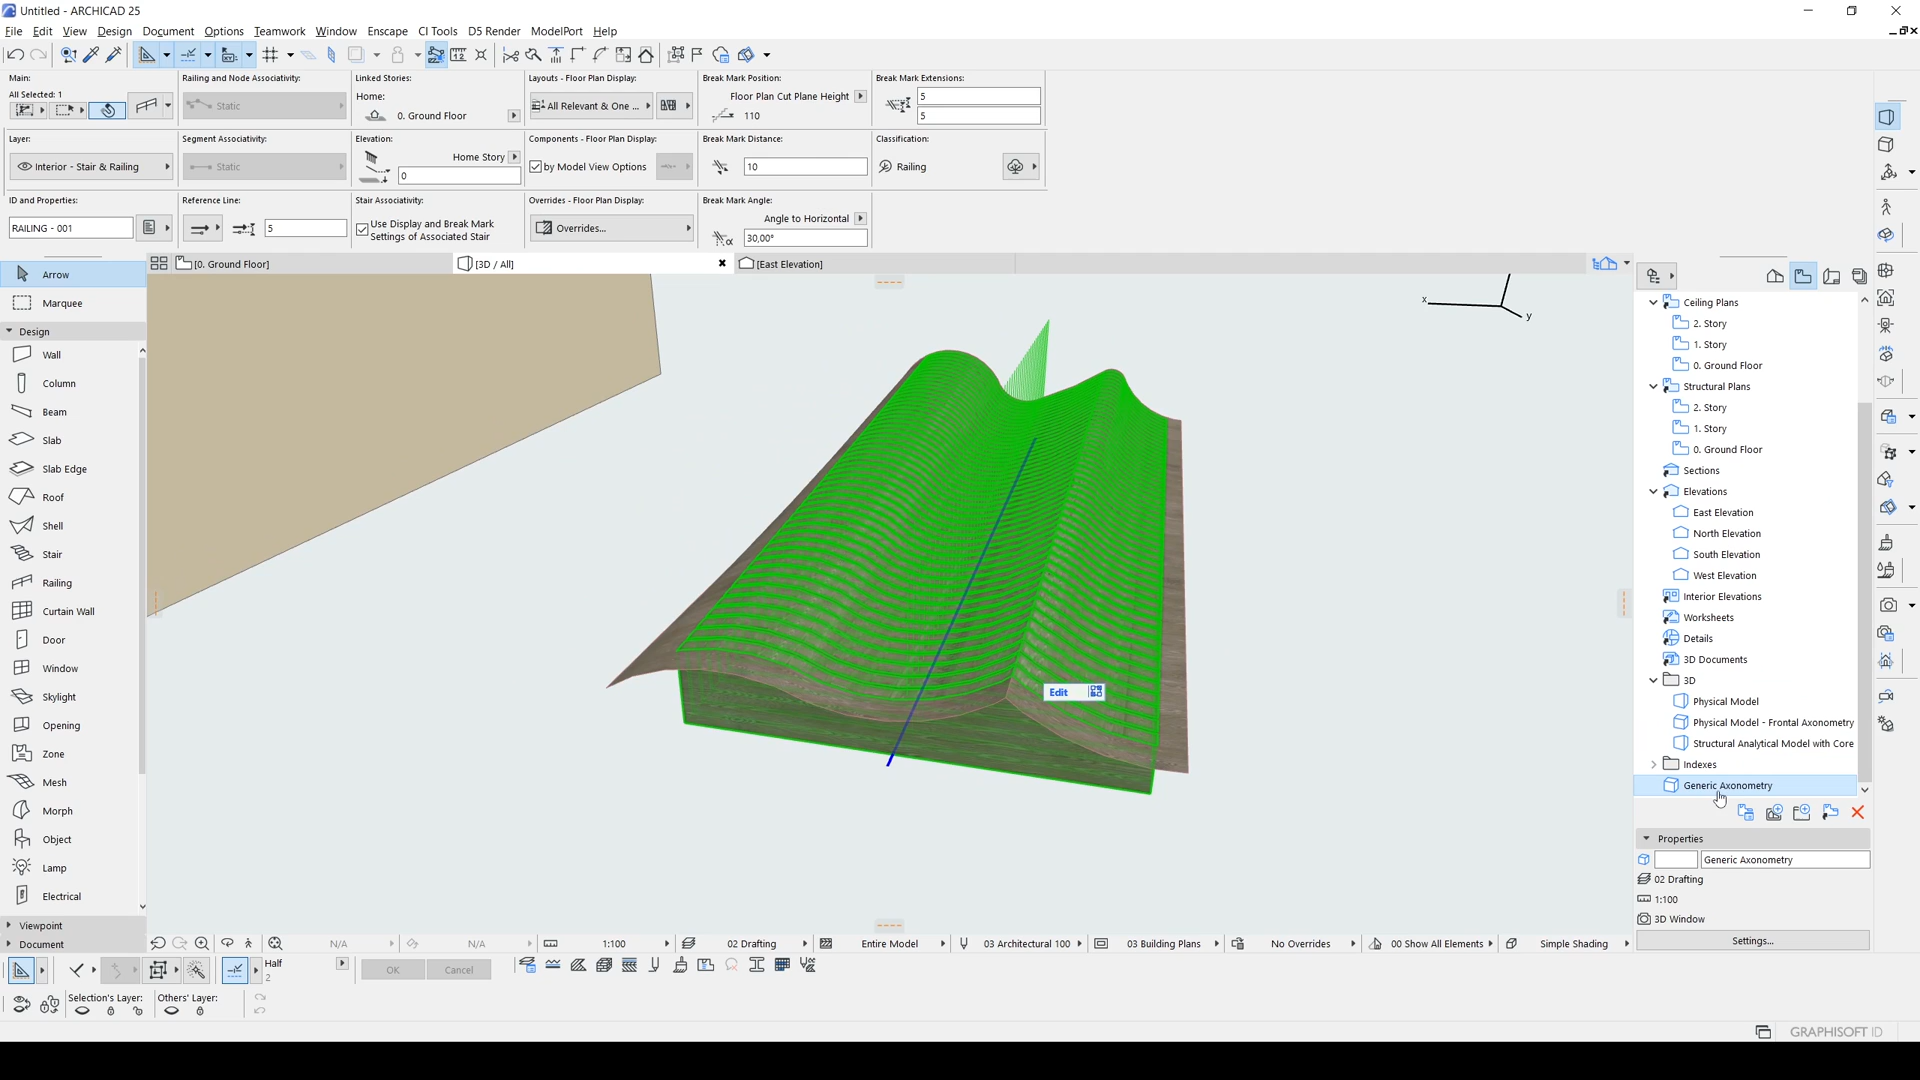 Untitled - ARCHICAD 25
File Edit View Design Document Options Teamwork Window Enscape CI Tools D5 Render ModelPort Help
Main:
All Selected: 1
Layer:
Interior - Stair & Railing
ID and Properties:
RAILING - 001
Railing and Node Associativity:
Static
Segment Associativity:
Static
Reference Line:
5
Linked Stories:
Home:
0. Ground Floor
Elevation:
Home Story
0
Stair Associativity:
Use Display and Break Mark
Settings of Associated Stair
Layouts - Floor Plan Display:
All Relevant & One ...
Components - Floor Plan Display:
by Model View Options
Overrides - Floor Plan Display:
Overrides...
Break Mark Position:
Floor Plan Cut Plane Height
110
Break Mark Distance:
10
Break Mark Angle:
Angle to Horizontal
30,00°
Break Mark Extensions:
5
5
Classification:
Railing
[0. Ground Floor] [3D / All] [East Elevation]
Arrow
Marquee
Design
Wall
Column
Beam
Slab
Slab Edge
Roof
Shell
Stair
Railing
Curtain Wall
Door
Window
Skylight
Opening
Zone
Mesh
Morph
Object
Lamp
Electrical
Viewpoint
Document
x
y
Edit
Ceiling Plans
2. Story
1. Story
0. Ground Floor
Structural Plans
2. Story
1. Story
0. Ground Floor
Sections
Elevations
East Elevation
North Elevation
South Elevation
West Elevation
Interior Elevations
Worksheets
Details
3D Documents
3D
Physical Model
Physical Model - Frontal Axonometry
Structural Analytical Model with Core
Indexes
Generic Axonometry
Properties
Generic Axonometry
02 Drafting
1:100
3D Window
Settings...
N/A N/A 1:100 02 Drafting Entire Model 03 Architectural 100 03 Building Plans No Overrides 00 Show All Elements Simple Shading
Half
2
OK Cancel
Selection's Layer: Others' Layer:
GRAPHISOFT ID